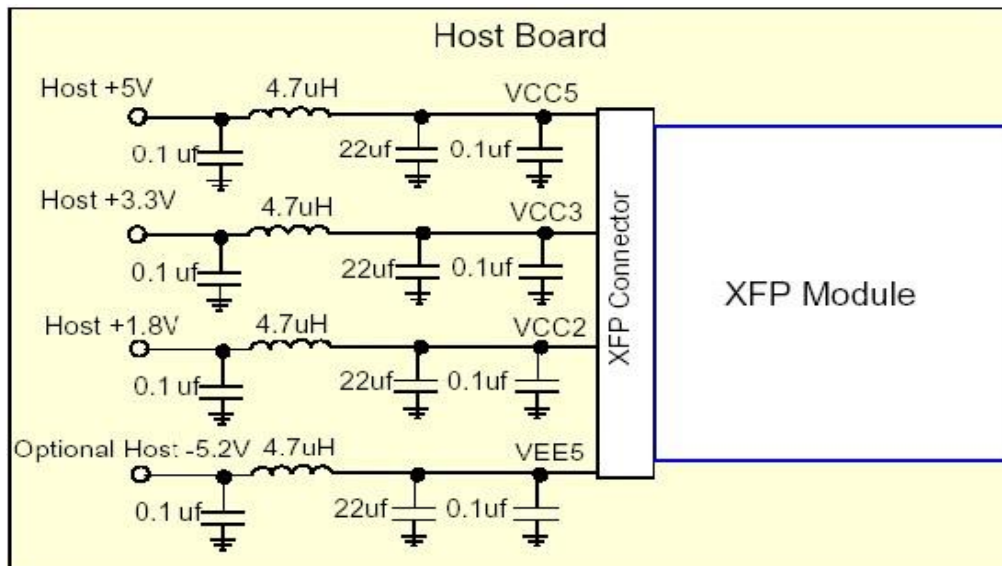 Host Board
Host +5V
4.7uH
VCC5
0.1 uf
22uf
0.1uf
Host +3.3V
4.7uH
VCC3
0.1 uf
22uf
0.1uf
Host +1.8V
4.7uH
VCC2
0.1 uf
22uf
0.1uf
Optional Host -5.2V
4.7uH
VEE5
0.1 uf
22uf
0.1uf
XFP Connector
XFP Module